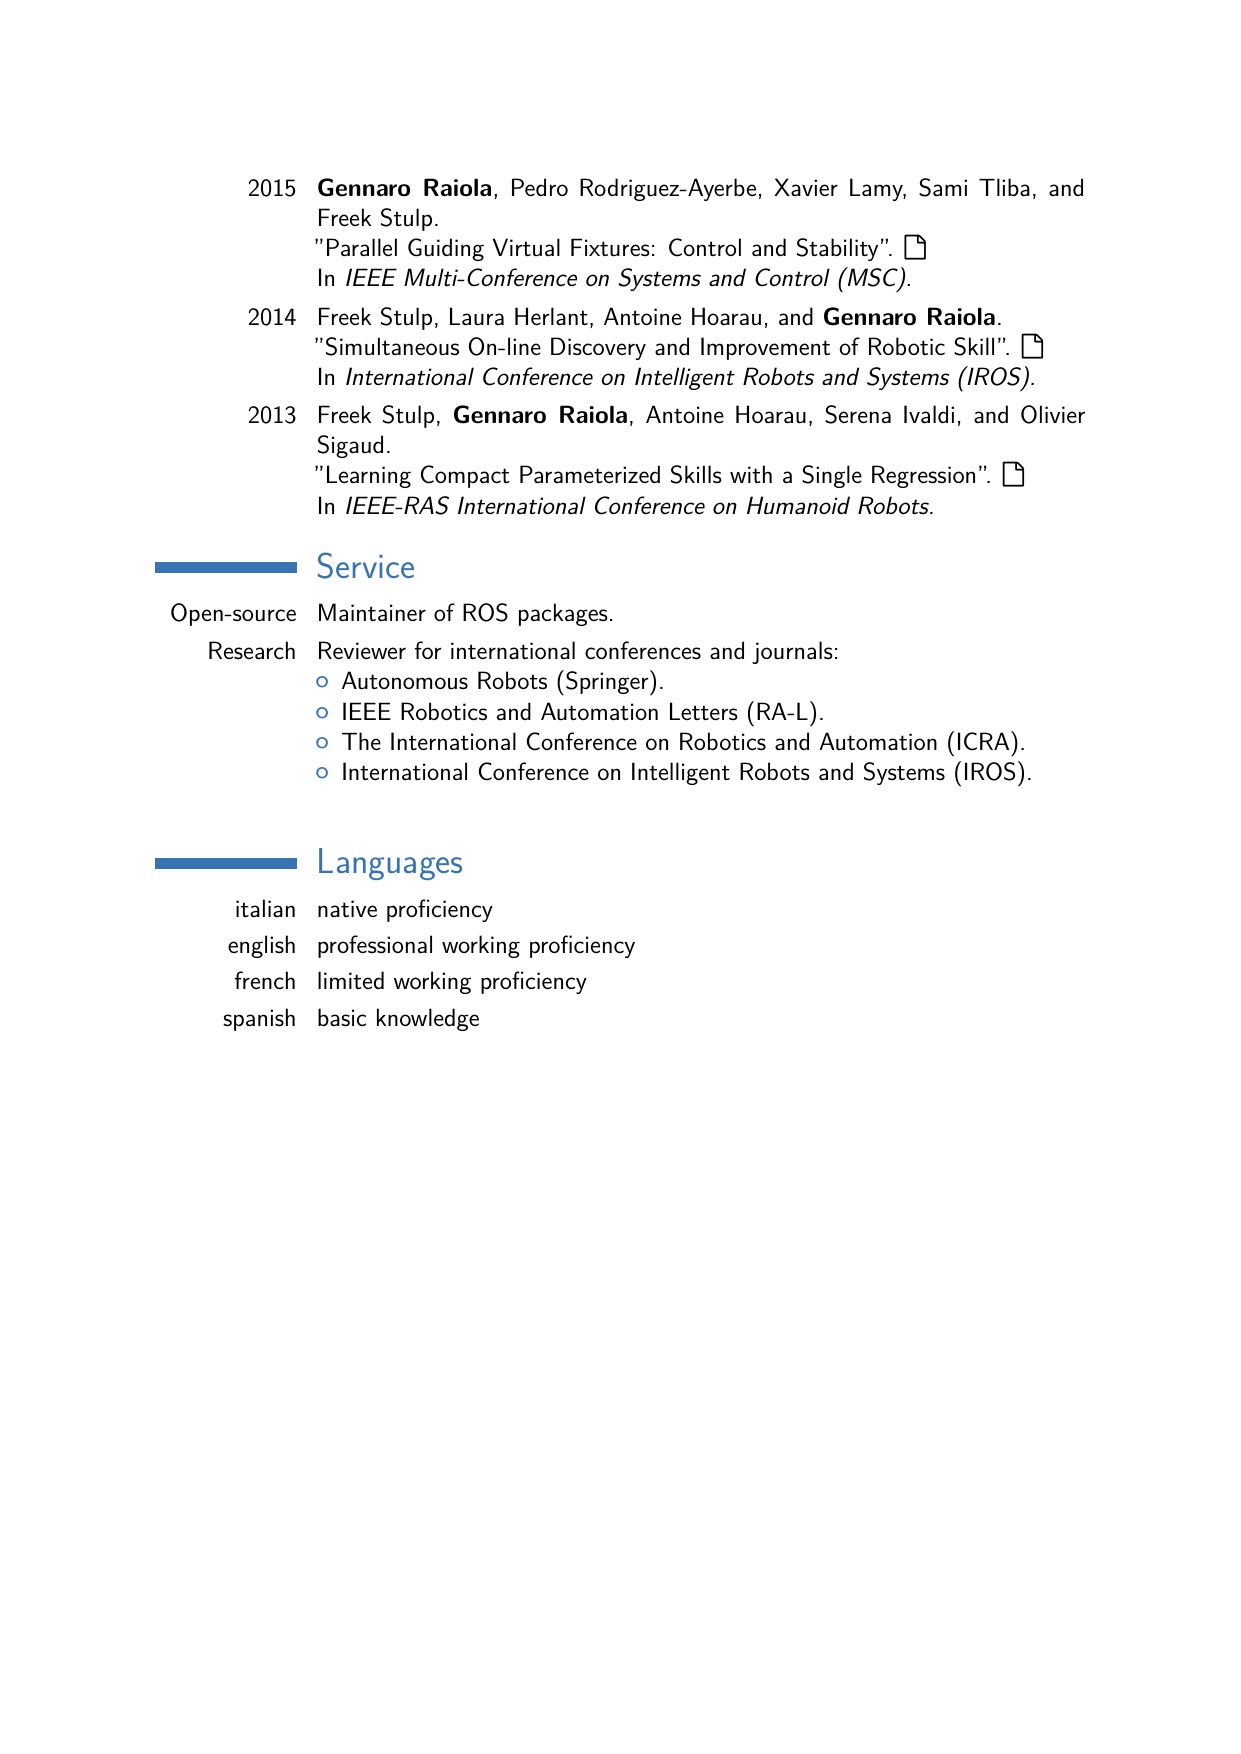 2015 Gennaro Raiola, Pedro Rodriguez-Ayerbe, Xavier Lamy, Sami Tliba, and
Freek Stulp.
”Parallel Guiding Virtual Fixtures: Control and Stability”.
In IEEE Multi-Conference on Systems and Control (MSC).
2014 Freek Stulp, Laura Herlant, Antoine Hoarau, and Gennaro Raiola.
”Simultaneous On-line Discovery and Improvement of Robotic Skill”.
In International Conference on Intelligent Robots and Systems (IROS).
2013 Freek Stulp, Gennaro Raiola, Antoine Hoarau, Serena Ivaldi, and Olivier
Sigaud.
”Learning Compact Parameterized Skills with a Single Regression”.
In IEEE-RAS International Conference on Humanoid Robots.
Service
Open-source Maintainer of ROS packages.
Research Reviewer for international conferences and journals:
Autonomous Robots (Springer).
IEEE Robotics and Automation Letters (RA-L).
The International Conference on Robotics and Automation (ICRA).
International Conference on Intelligent Robots and Systems (IROS).
Languages
italian native proficiency
english professional working proficiency
french limited working proficiency
spanish basic knowledge